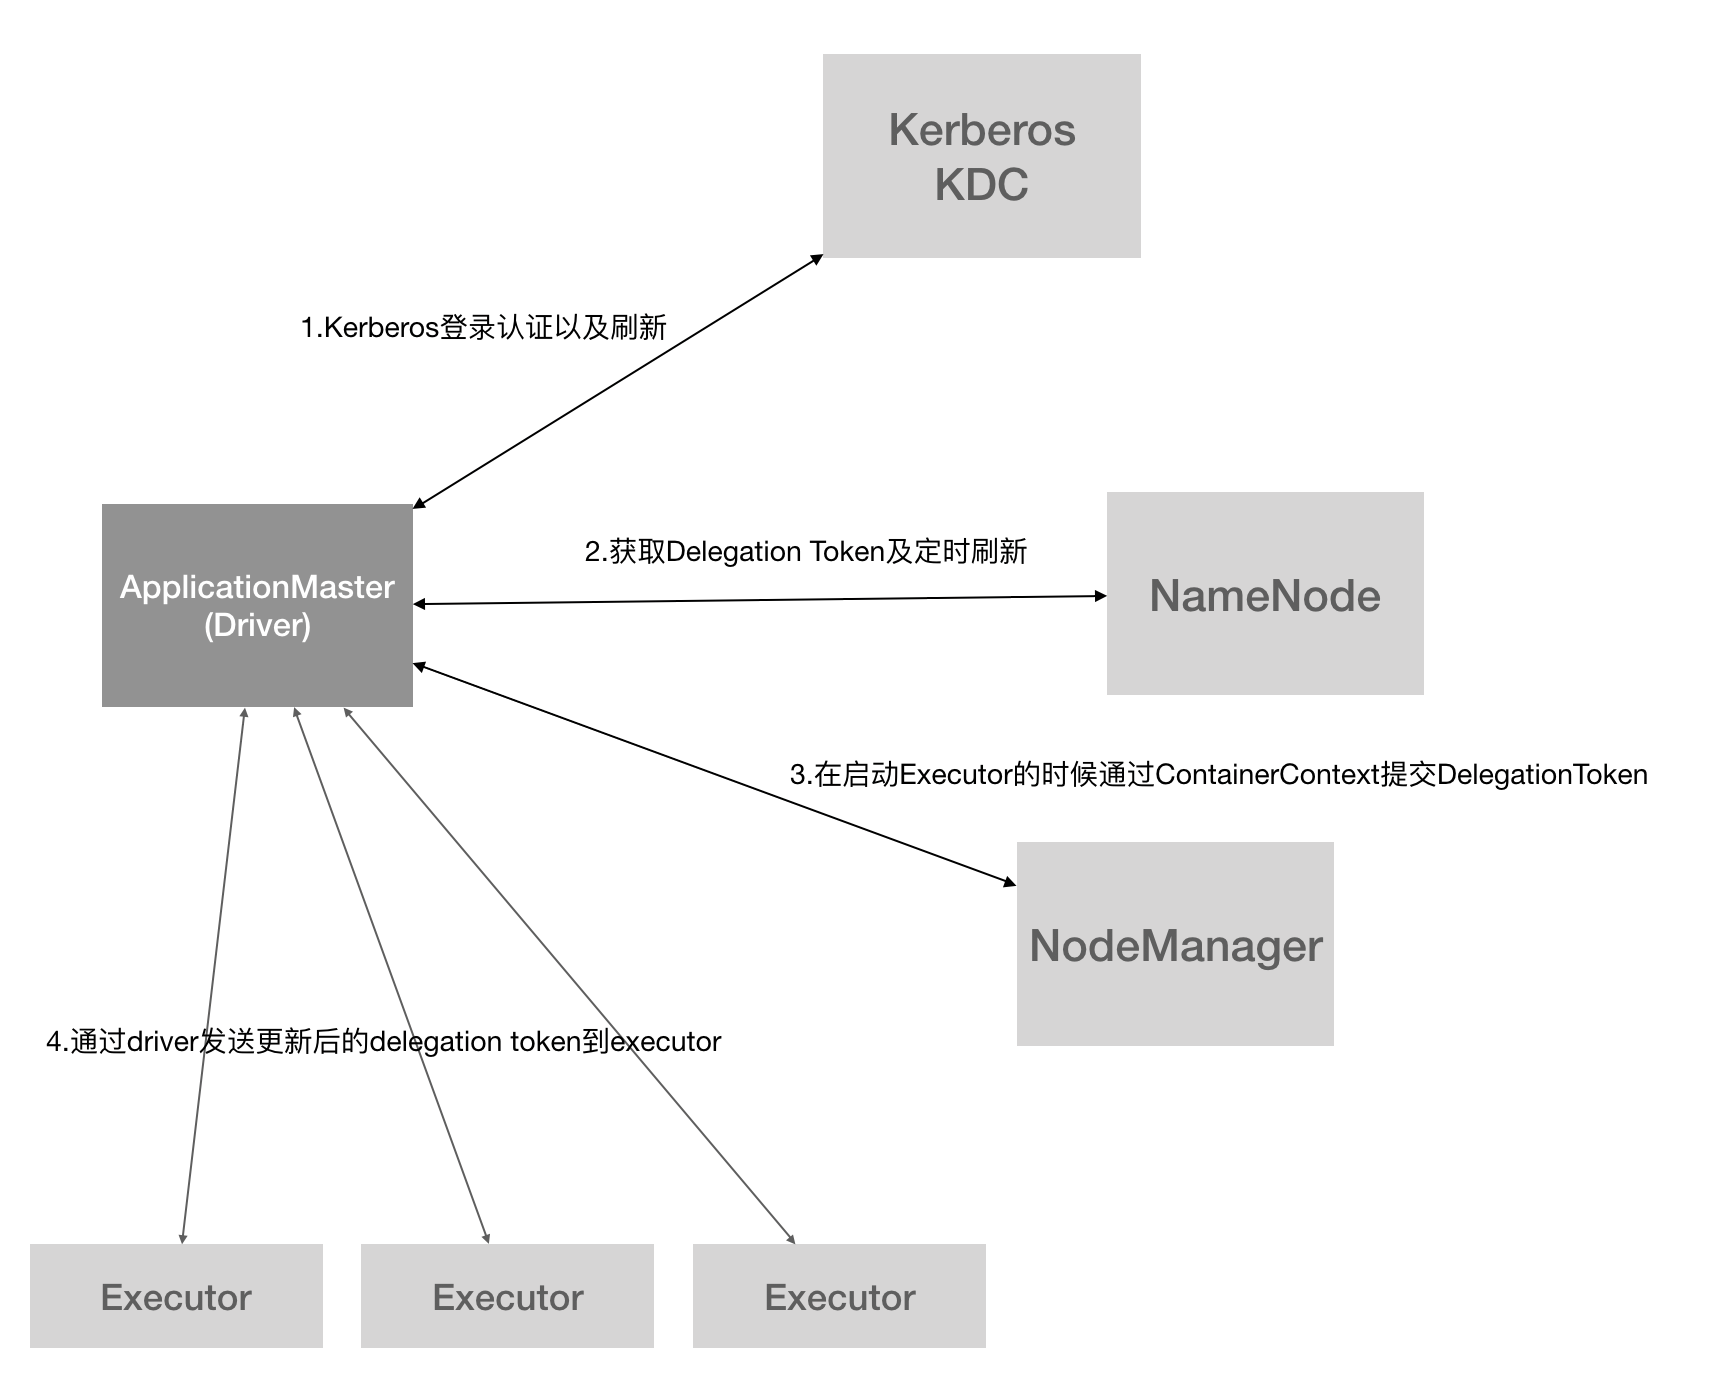 Kerberos
KDC
1.Kerberos登录认证以及刷新
2.获取Delegation Token及定时刷新
ApplicationMaster
(Driver)
NameNode
3.在启动Executor的时候通过ContainerContext提交DelegationToken
NodeManager
4.通过driver发送更新后的delegation token到executor
Executor
Executor
Executor